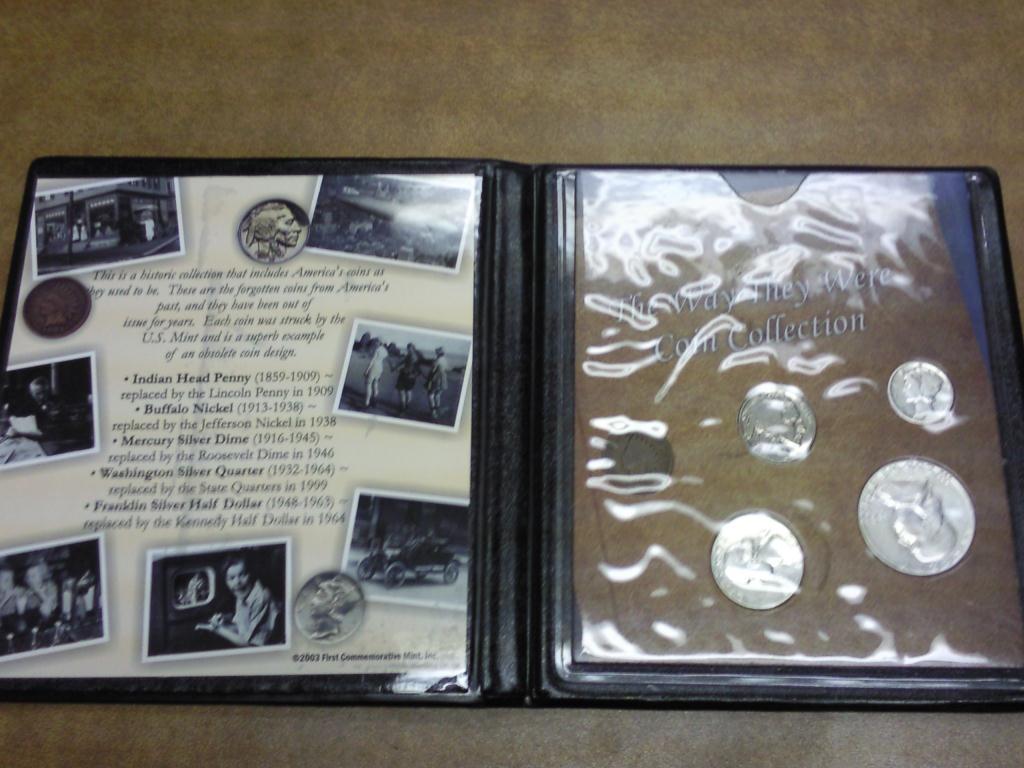 This is a historic collection that includes America's coins as
they used to be. These are the forgotten coins from America's
past, and they have been out of
issue for years. Each coin was struck by the
U.S. Mint and is a superb example
of an obsolete coin design.
• Indian Head Penny (1859-1909) ~
replaced by the Lincoln Penny in 1909
• Buffalo Nickel (1913-1938) ~
replaced by the Jefferson Nickel in 1938
• Mercury Silver Dime (1916-1945) ~
replaced by the Roosevelt Dime in 1946
• Washington Silver Quarter (1932-1964) ~
replaced by the State Quarters in 1999
• Franklin Silver Half Dollar (1948-1963) ~
replaced by the Kennedy Half Dollar in 1964
©2003 First Commemorative Mint, Inc.
The Way They Were
Coin Collection